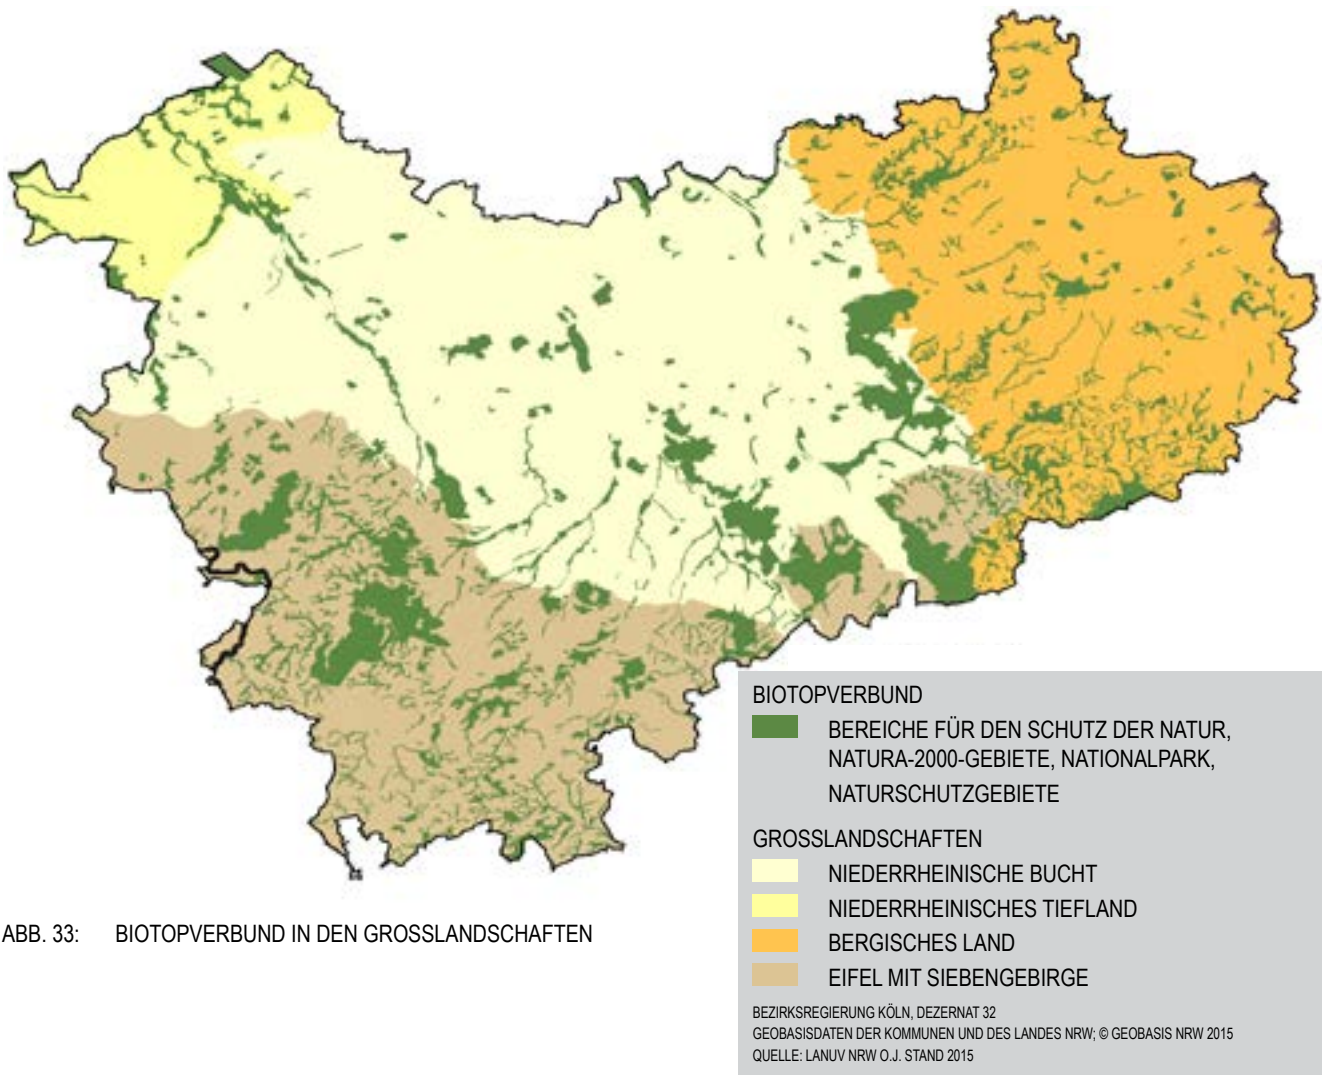 BIOTOPVERBUND
BEREICHE FÜR DEN SCHUTZ DER NATUR,
NATURA-2000-GEBIETE, NATIONALPARK,
NATURSCHUTZGEBIETE
GROSSLANDSCHAFTEN
NIEDERRHEINISCHE BUCHT
NIEDERRHEINISCHES TIEFLAND
BERGISCHES LAND
EIFEL MIT SIEBENGEBIRGE
BEZIRKSREGIERUNG KÖLN, DEZERNAT 32
GEOBASISDATEN DER KOMMUNEN UND DES LANDES NRW; © GEOBASIS NRW 2015
QUELLE: LANUV NRW O.J. STAND 2015
ABB. 33: BIOTOPVERBUND IN DEN GROSSLANDSCHAFTEN